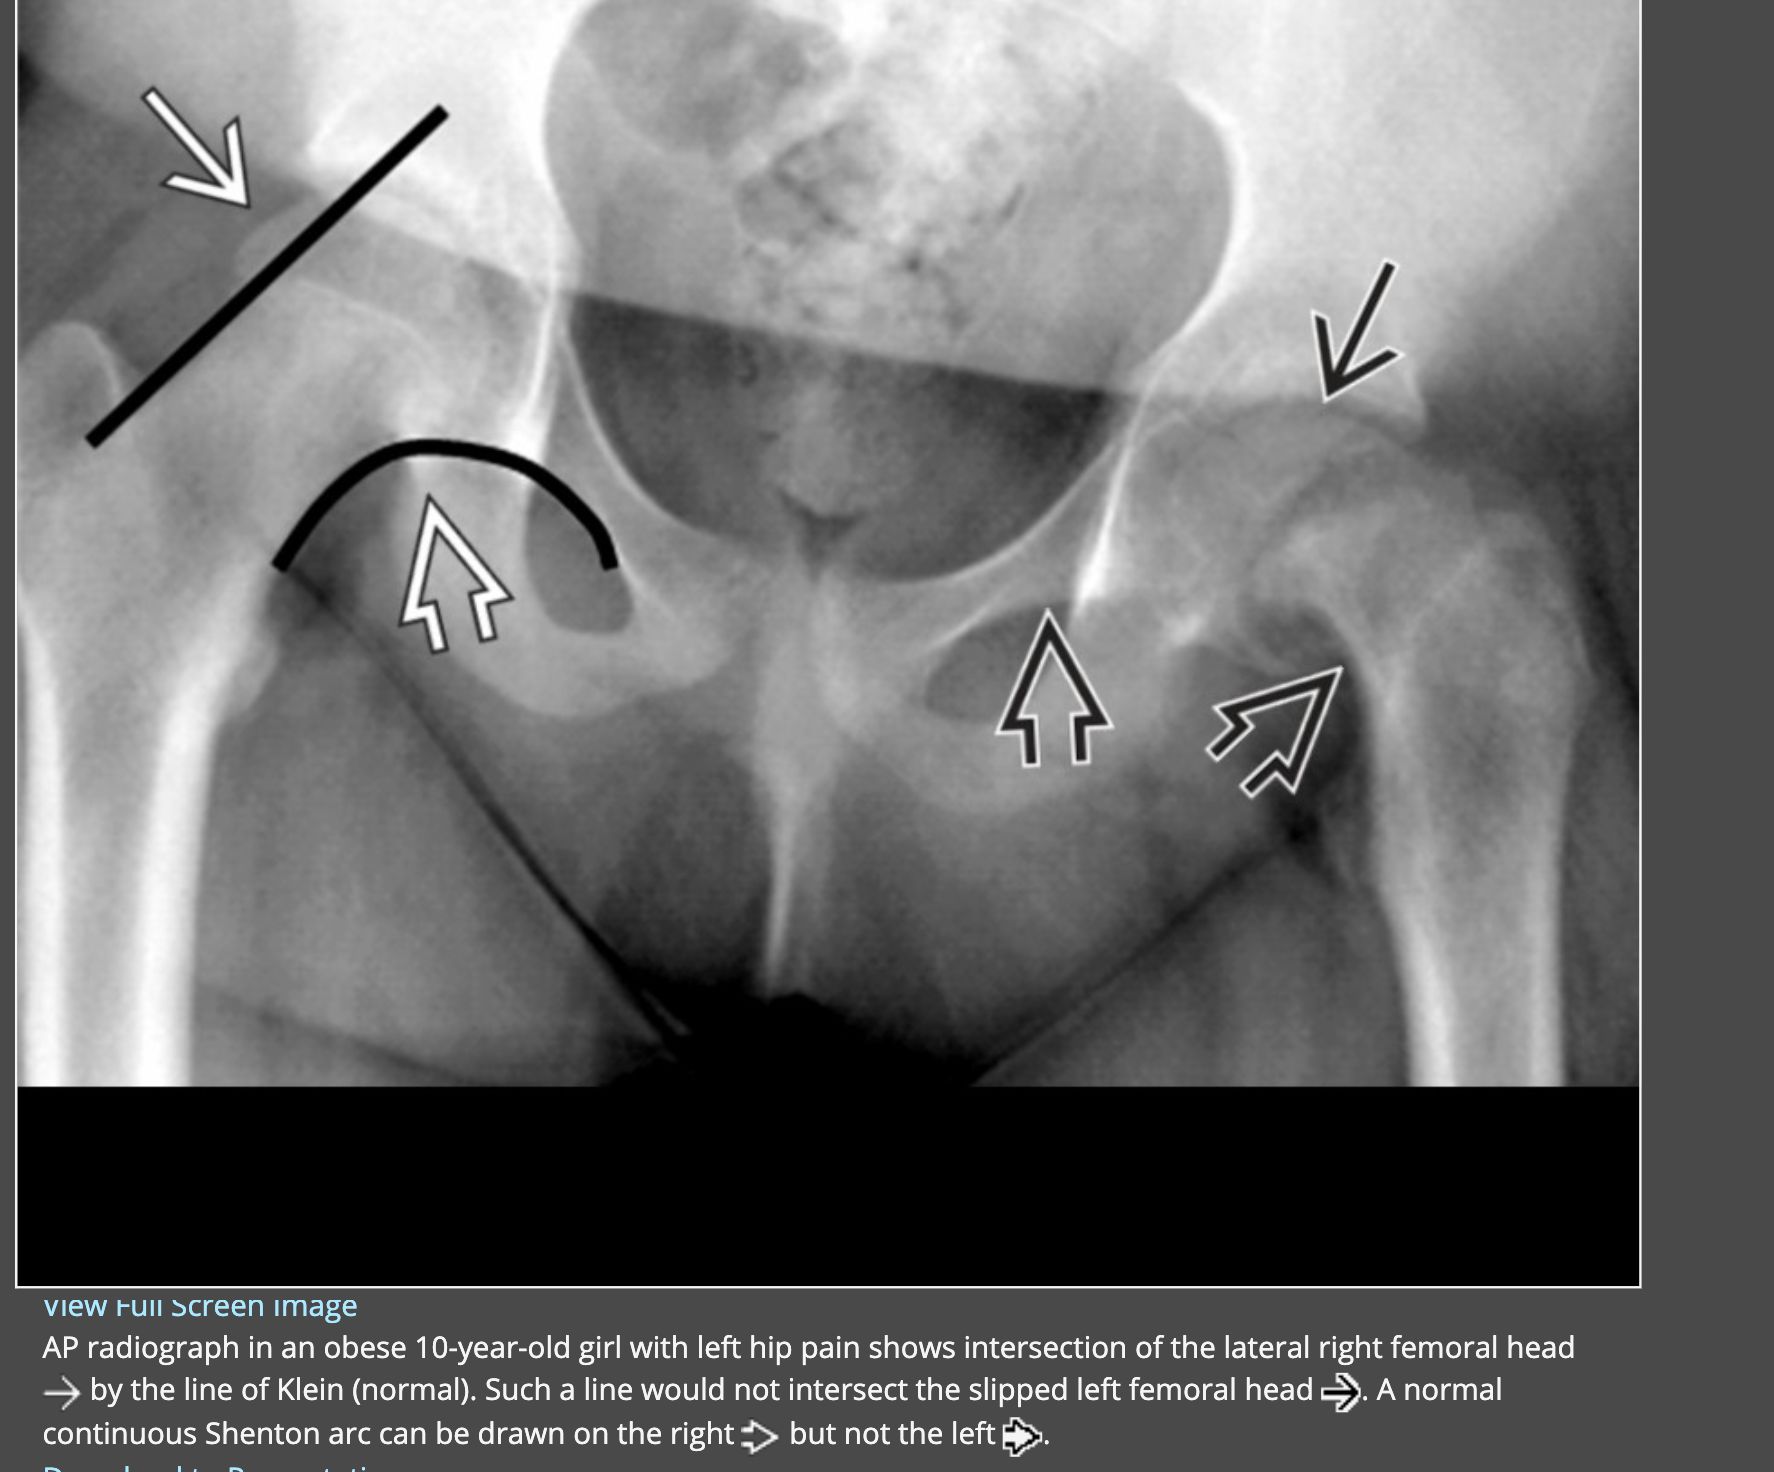 View Full Screen Image
AP radiograph in an obese 10-year-old girl with left hip pain shows intersection of the lateral right femoral head
by the line of Klein (normal). Such a line would not intersect the slipped left femoral head . A normal
continuous Shenton arc can be drawn on the right but not the left .